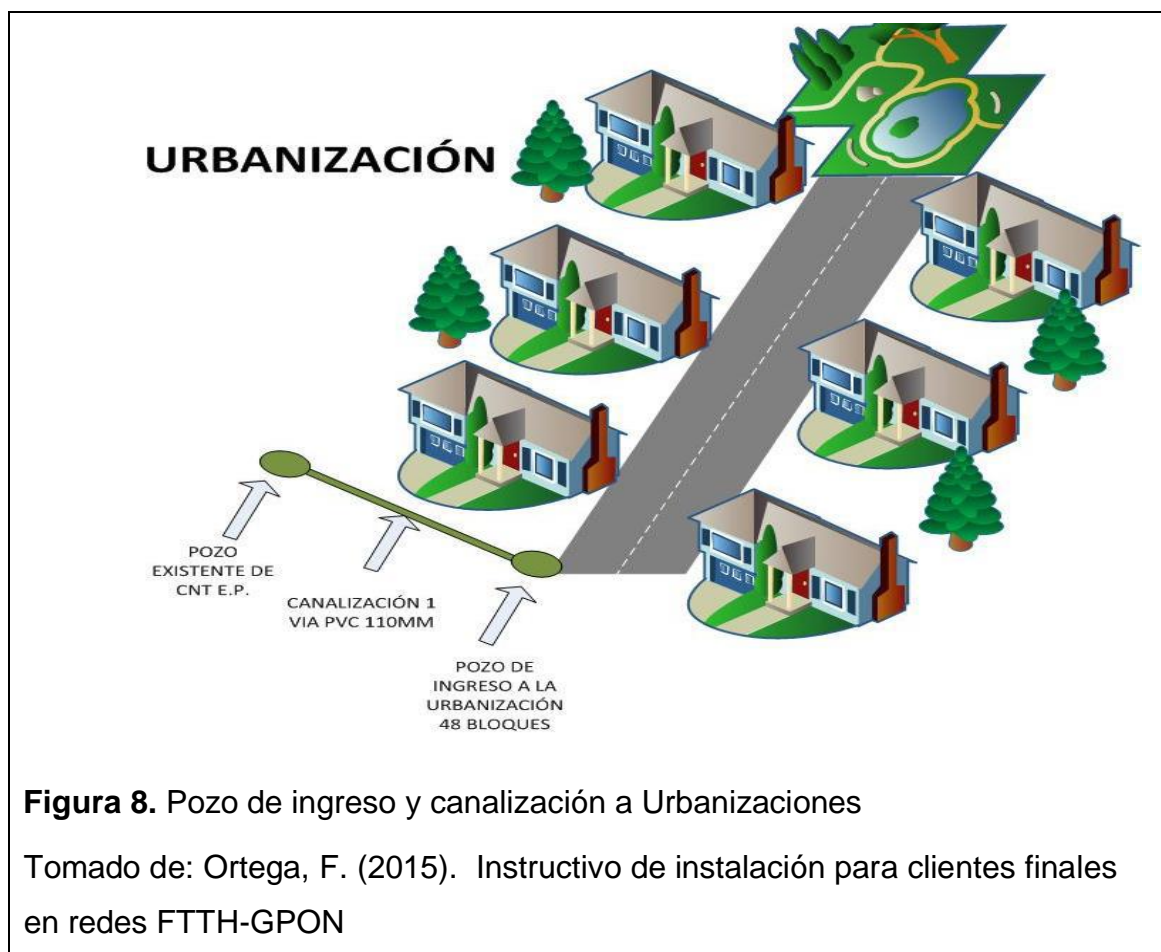 URBANIZACIÓN
POZO
EXISTENTE DE
CNT E.P.
CANALIZACIÓN 1
VIA PVC 110MM
POZO DE
INGRESO A LA
URBANIZACIÓN
48 BLOQUES
Figura 8. Pozo de ingreso y canalización a Urbanizaciones
Tomado de: Ortega, F. (2015). Instructivo de instalación para clientes finales
en redes FTTH-GPON